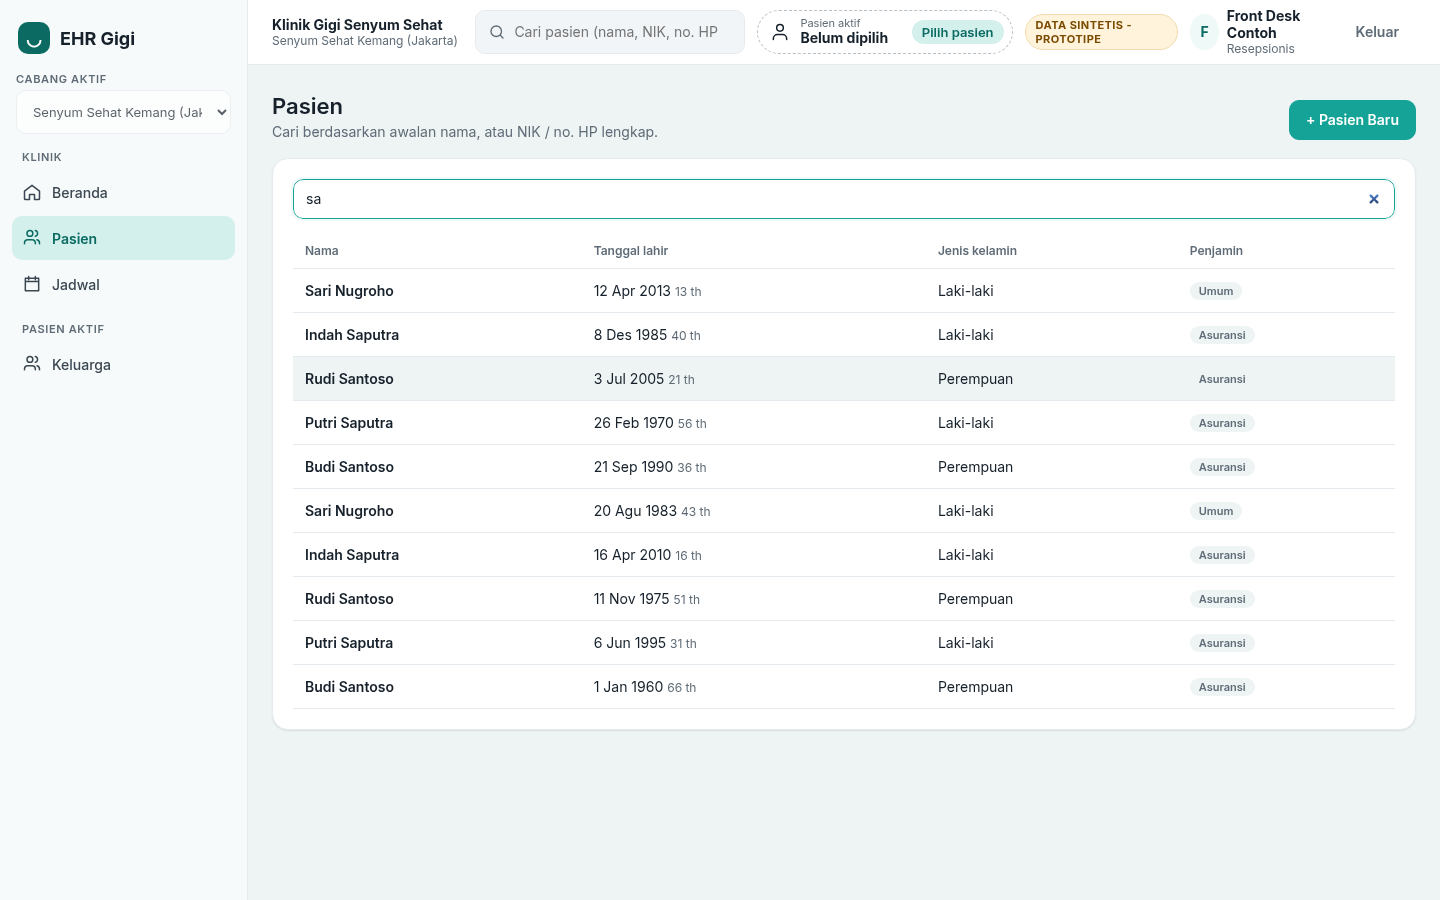 EHR Gigi
CABANG AKTIF
Senyum Sehat Kemang (Jak
KLINIK
Beranda
Pasien
Jadwal
PASIEN AKTIF
Keluarga
Klinik Gigi Senyum Sehat
Senyum Sehat Kemang (Jakarta)
Cari pasien (nama, NIK, no. HP
Pasien aktif
Belum dipilih
Pilih pasien
DATA SINTETIS -
PROTOTIPE
F
Front Desk
Contoh
Resepsionis
Keluar
Pasien
Cari berdasarkan awalan nama, atau NIK / no. HP lengkap.
+ Pasien Baru
sa
Nama Tanggal lahir Jenis kelamin Penjamin
Sari Nugroho 12 Apr 2013 13 th Laki-laki Umum
Indah Saputra 8 Des 1985 40 th Laki-laki Asuransi
Rudi Santoso 3 Jul 2005 21 th Perempuan Asuransi
Putri Saputra 26 Feb 1970 56 th Laki-laki Asuransi
Budi Santoso 21 Sep 1990 36 th Perempuan Asuransi
Sari Nugroho 20 Agu 1983 43 th Laki-laki Umum
Indah Saputra 16 Apr 2010 16 th Laki-laki Asuransi
Rudi Santoso 11 Nov 1975 51 th Perempuan Asuransi
Putri Saputra 6 Jun 1995 31 th Laki-laki Asuransi
Budi Santoso 1 Jan 1960 66 th Perempuan Asuransi